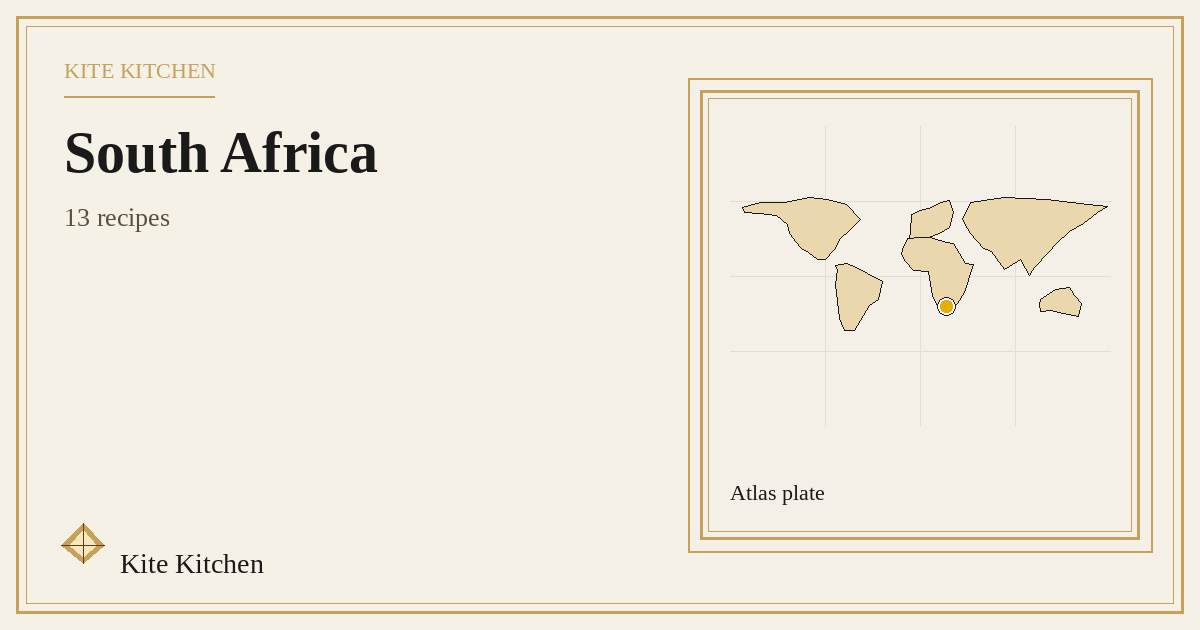 KITE KITCHEN
South Africa
13 recipes
Atlas plate
Kite Kitchen